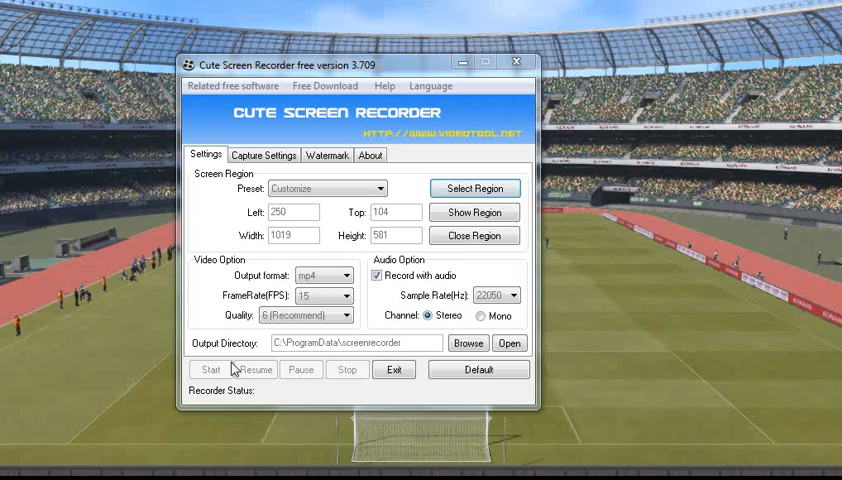 Cute Screen Recorder free version 3.709
Related free software Free Download Help Language
CUTE SCREEN RECORDER
HTTP://WWW.VIDEOTOOL.NET
Settings Capture Settings Watermark About
Screen Region
Preset: Customize Select Region
Left: 250 Top: 104 Show Region
Width: 1019 Height: 581 Close Region
Video Option Audio Option
Output format: mp4 Record with audio
FrameRate(FPS): 15 Sample Rate(Hz): 22050
Quality: 6 (Recommend) Channel: Stereo Mono
Output Directory: C:\ProgramData\screenrecorder Browse Open
Start Resume Pause Stop Exit Default
Recorder Status:
KONAMI